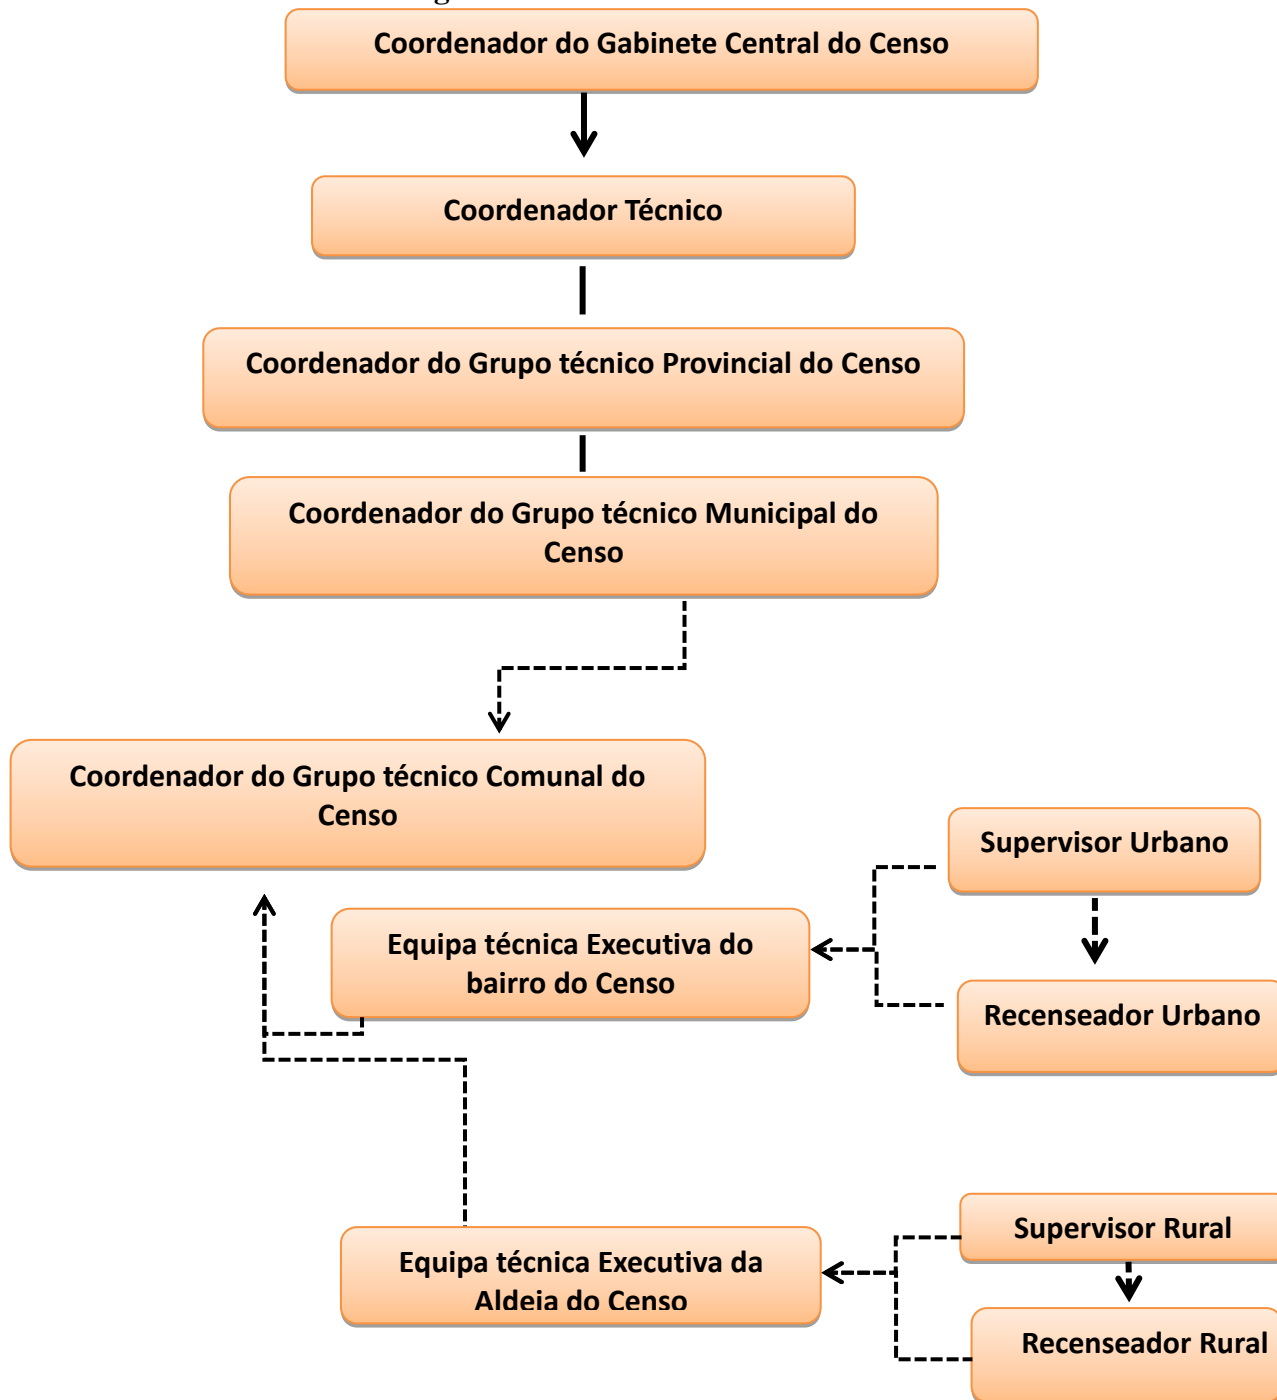 Coordenador do Gabinete Central do Censo
Coordenador Técnico
Coordenador do Grupo técnico Provincial do Censo
Coordenador do Grupo técnico Municipal do
Censo
Coordenador do Grupo técnico Comunal do
Censo
Supervisor Urbano
Equipa técnica Executiva do
bairro do Censo
Recenseador Urbano
Supervisor Rural
Equipa técnica Executiva da
Aldeia do Censo
Recenseador Rural